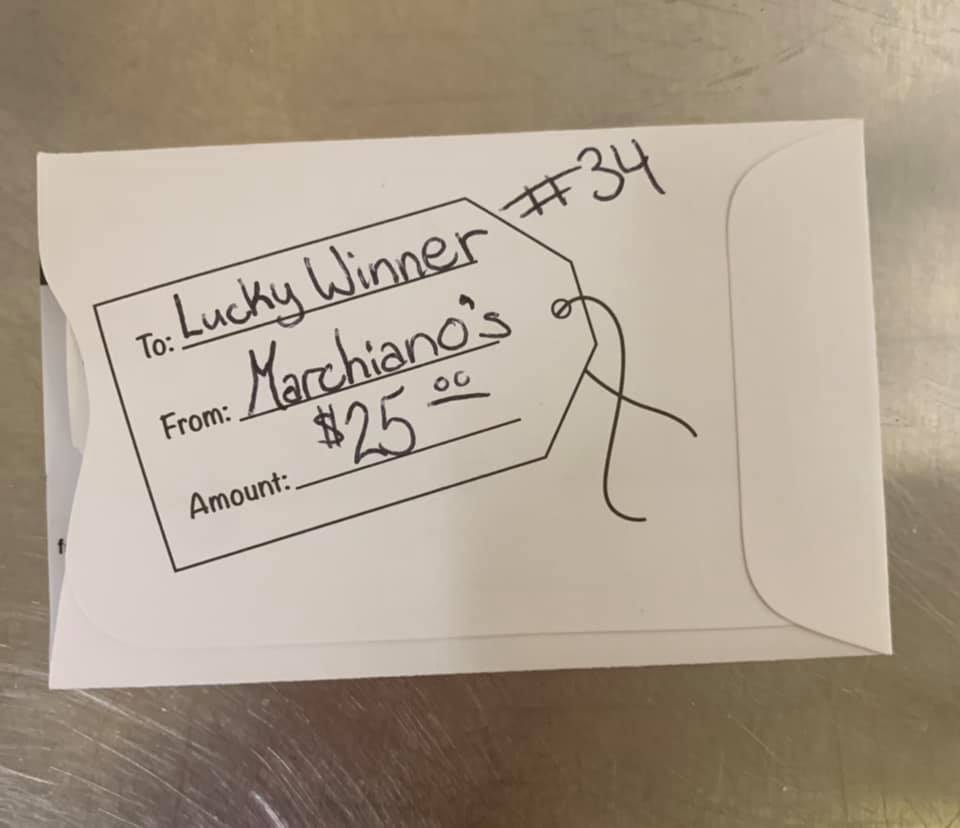 #34
To: Lucky Winner
From: Marchiano's
Amount: $25 00